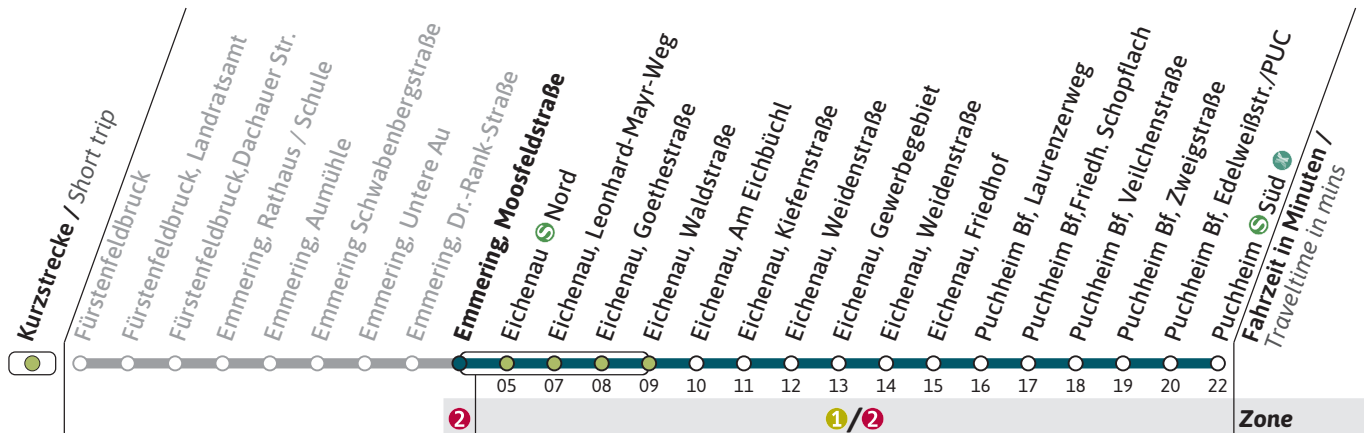 Kurzstrecke / Short trip
Fürstenfeldbruck
Fürstenfeldbruck, Landratsamt
Fürstenfeldbruck,Dachauer Str.
Emmering, Rathaus / Schule
Emmering, Aumühle
Emmering Schwabenbergstraße
Emmering, Untere Au
Emmering, Dr.-Rank-Straße
Emmering, Moosfeldstraße
Eichenau S Nord
Eichenau, Leonhard-Mayr-Weg
Eichenau, Goethestraße
Eichenau, Waldstraße
Eichenau, Am Eichbüchl
Eichenau, Kiefernstraße
Eichenau, Weidenstraße
Eichenau, Gewerbegebiet
Eichenau, Weidenstraße
Eichenau, Friedhof
Puchheim Bf, Laurenzerweg
Puchheim Bf,Friedh. Schopflach
Puchheim Bf, Veilchenstraße
Puchheim Bf, Zweigstraße
Puchheim Bf, Edelweißstr./PUC
Puchheim S Süd X
Fahrzeit in Minuten /
Traveltime in mins
05 07 08 09 10 11 12 13 14 15 16 17 18 19 20 22
2 1/2 Zone